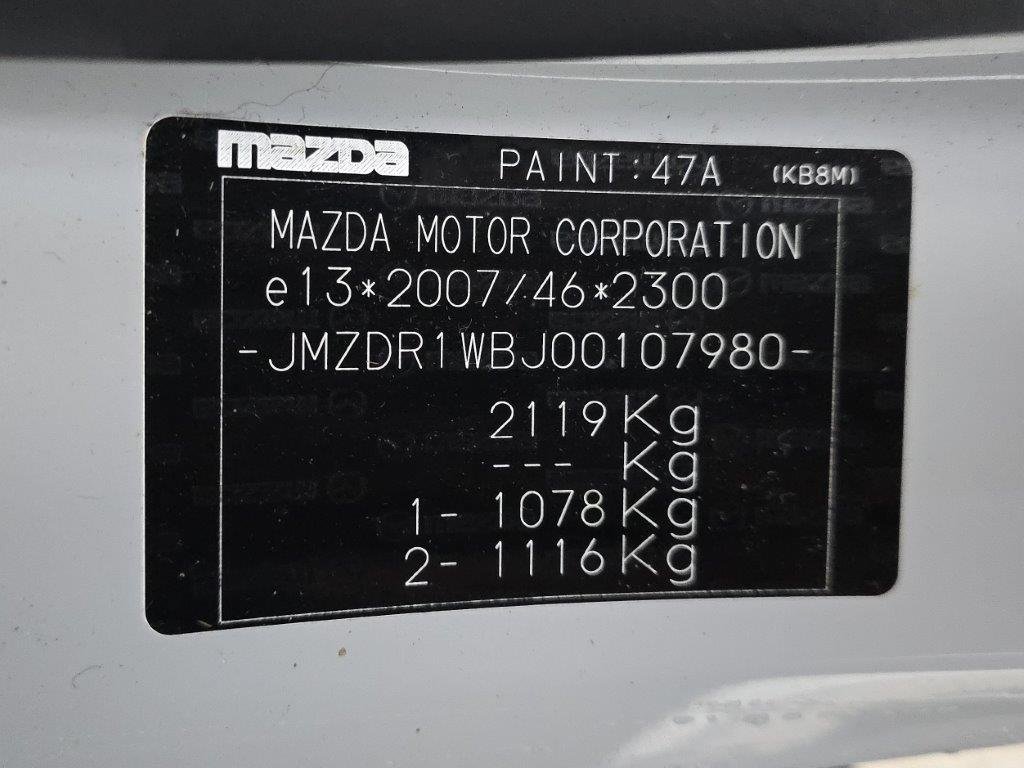 mazda PAINT:47A (KB8M)
MAZDA MOTOR CORPORATION
e13*2007/46*2300
-JMZDR1WBJ00107980-
2119Kg
--- Kg
1- 1078Kg
2- 1116Kg